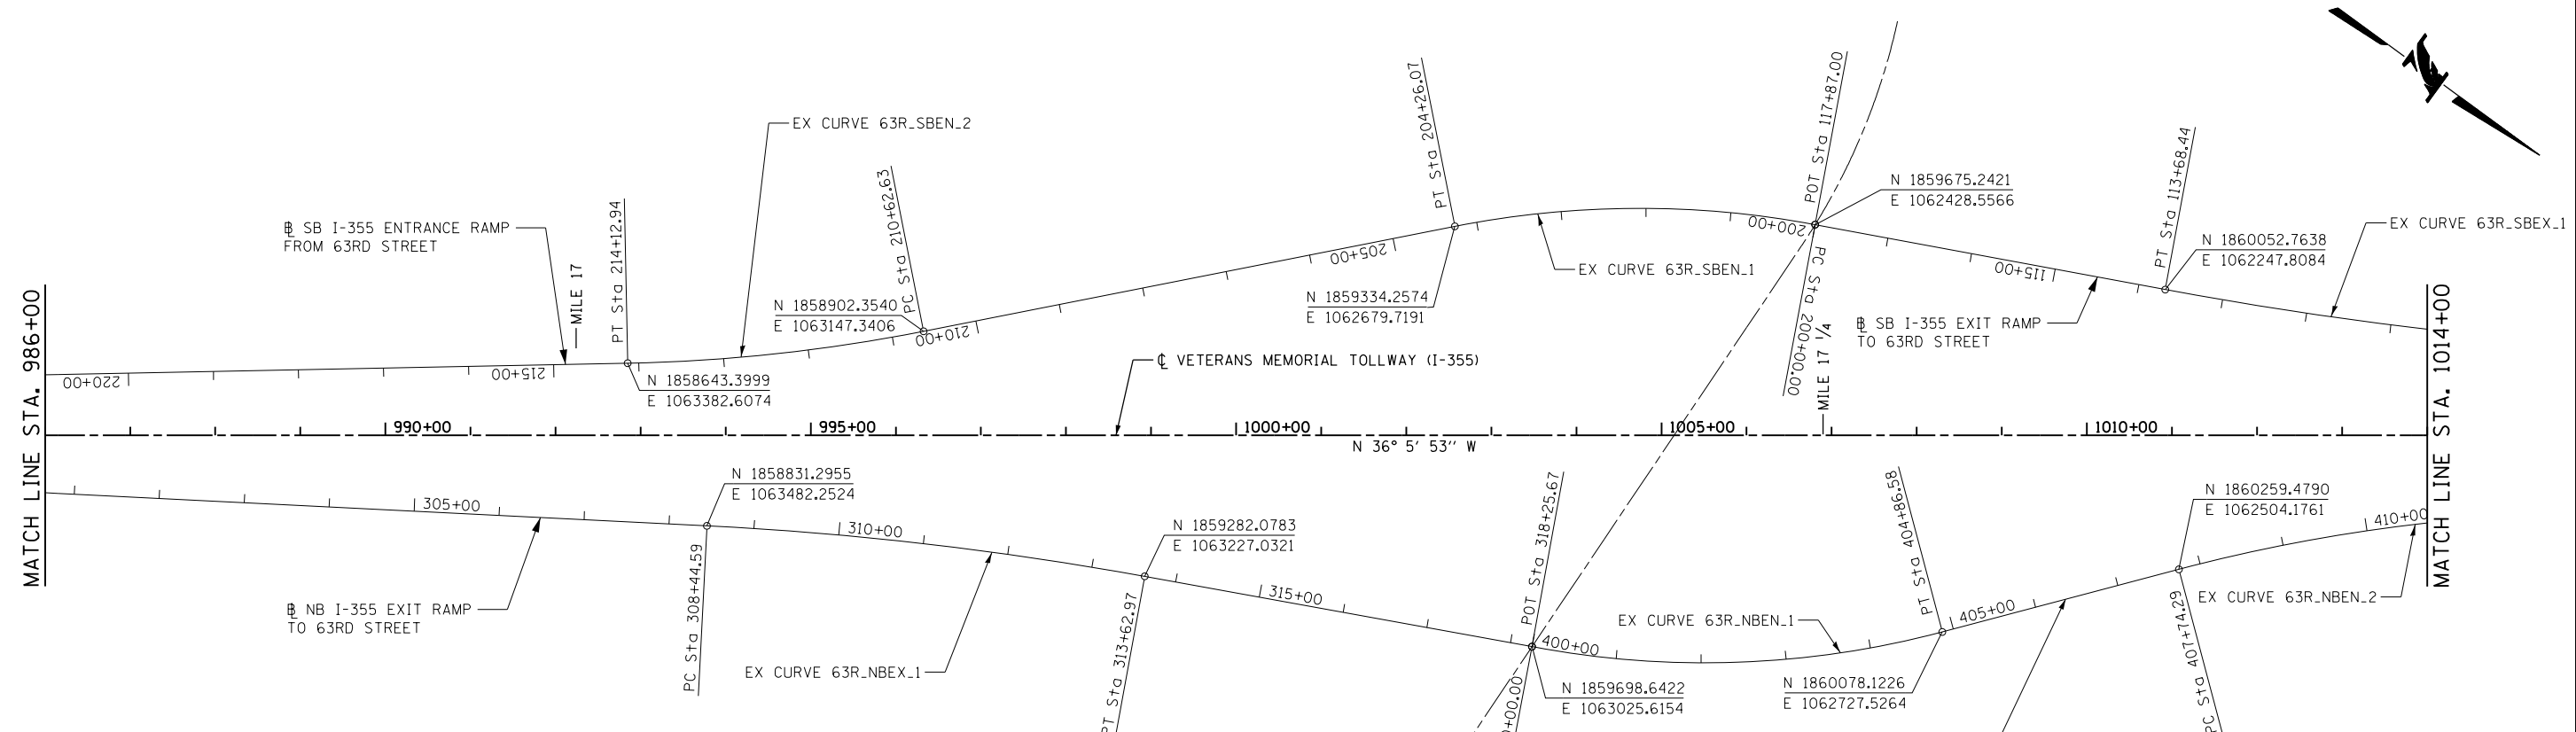 MATCH LINE STA. 986+00
℄ SB I-355 ENTRANCE RAMP
FROM 63RD STREET
MILE 17
PT Sta 214+12.94
EX CURVE 63R_SBEN_2
PC Sta 210+62.63
N 1858902.3540
E 1063147.3406
N 1858643.3999
E 1063382.6074
220+00
215+00
210+00
205+00
200+00
115+00
PT Sta 204+26.07
N 1859334.2574
E 1062679.7191
EX CURVE 63R_SBEN_1
POT Sta 117+87.00
PC Sta 200+00.00
MILE 17 1/4
N 1859675.2421
E 1062428.5566
PT Sta 113+68.44
N 1860052.7638
E 1062247.8084
EX CURVE 63R_SBEX_1
℄ SB I-355 EXIT RAMP
TO 63RD STREET
℄ VETERANS MEMORIAL TOLLWAY (I-355)
990+00
995+00
1000+00
1005+00
1010+00
N 36° 5' 53'' W
MATCH LINE STA. 1014+00
305+00
310+00
315+00
400+00
405+00
410+00
N 1858831.2955
E 1063482.2524
PC Sta 308+44.59
℄ NB I-355 EXIT RAMP
TO 63RD STREET
EX CURVE 63R_NBEX_1
N 1859282.0783
E 1063227.0321
PT Sta 313+62.97
POT Sta 318+25.67
0+00.00
N 1859698.6422
E 1063025.6154
EX CURVE 63R_NBEN_1
PT Sta 404+86.58
N 1860078.1226
E 1062727.5264
N 1860259.4790
E 1062504.1761
PC Sta 407+74.29
EX CURVE 63R_NBEN_2